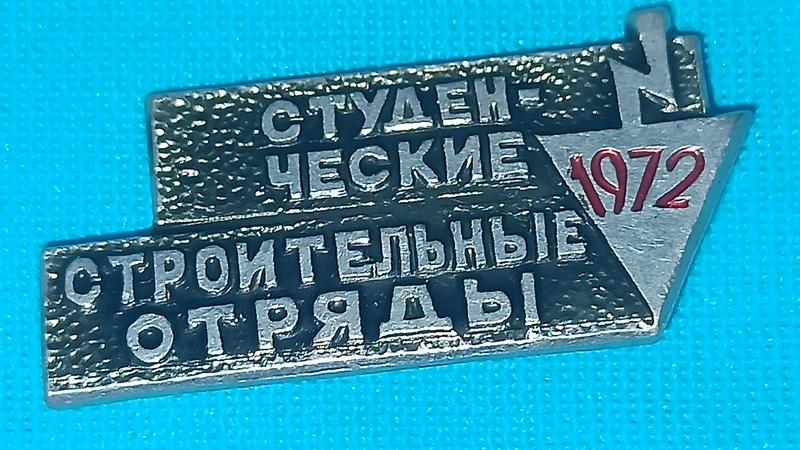 СТУДЕН-
ЧЕСКИЕ
1972
СТРОИТЕЛЬНЫЕ
ОТРЯДЫ